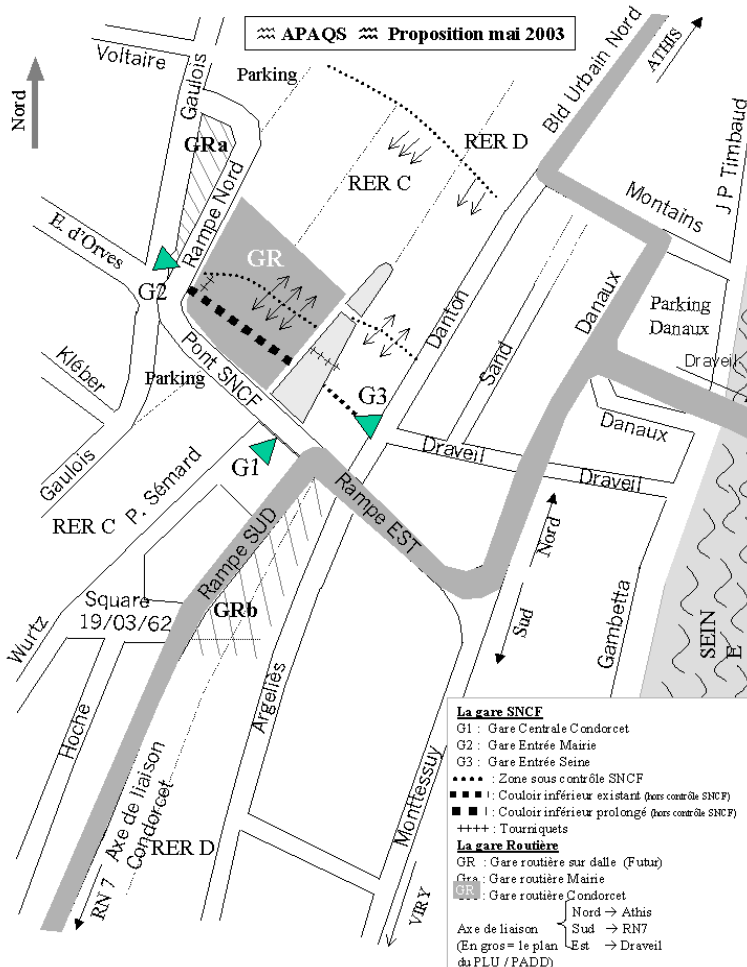 APAQS Proposition mai 2003
Nord
Voltaire
Gaulois
Parking
Bld Urbain Nord
ATHIS
GRa
RER D
RER C
J P Timbaud
Montains
Rampe Nord
E. d'Orves
GR
G2
Danton
Sand
Danaux
Parking
Danaux
Draveil
Kléber
Parking
Pont SNCF
G3
Danaux
Gaulois
G1
Draveil
Draveil
P. Sémard
Rampe EST
RER C
Rampe SUD
Nord
Sud
Square
19/03/62
GRb
Wurtz
Gambetta
SEIN
E
Hoche
Argeliès
Monttessuy
Axe de liaison
Condorcet
RER D
RN 7
VIRY
La gare SNCF
G1 : Gare Centrale Condorcet
G2 : Gare Entrée Mairie
G3 : Gare Entrée Seine
: Zone sous contrôle SNCF
: Couloir inférieur existant (hors contrôle SNCF)
: Couloir inférieur prolongé (hors contrôle SNCF)
: Tourniquets
La gare Routière
GR : Gare routière sur dalle (Futur)
Gra : Gare routière Mairie
GR : Gare routière Condorcet
Nord → Athis
Axe de liaison Sud → RN7
(En gros = le plan Est → Draveil
du PLU / PADD)